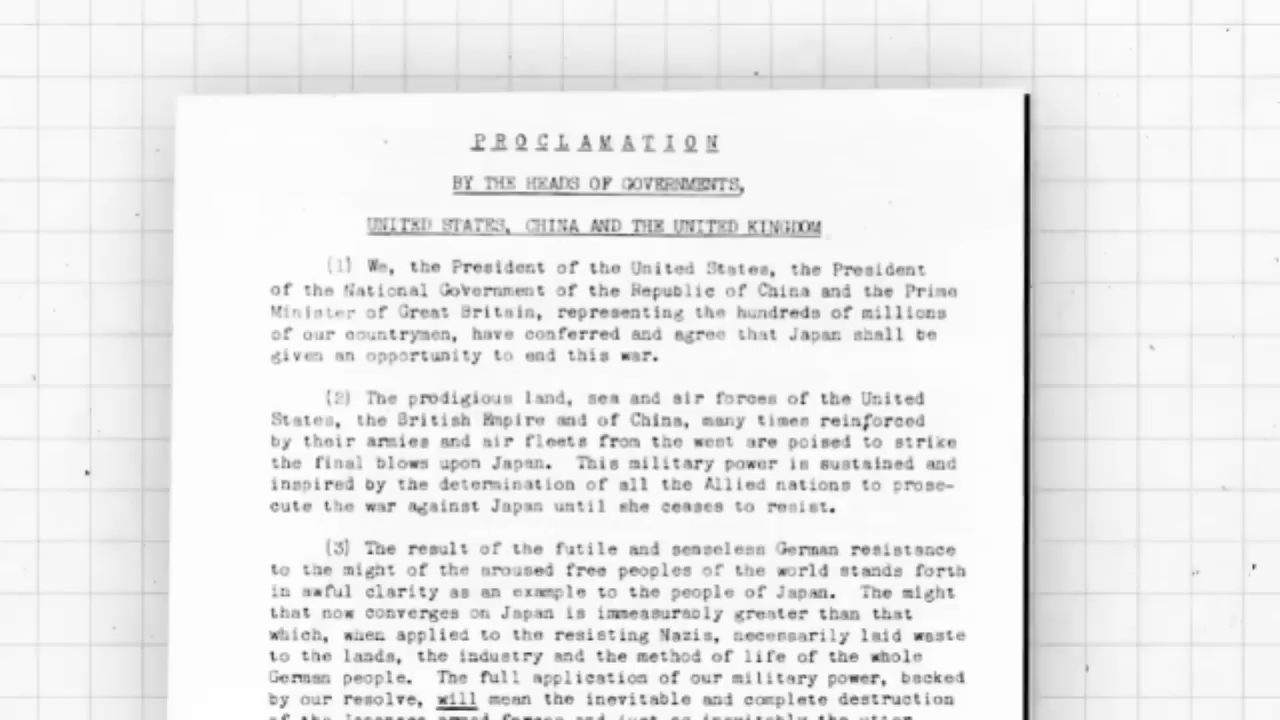 PROCLAMATION
BY THE HEADS OF GOVERNMENTS,
UNITED STATES, CHINA AND THE UNITED KINGDOM
(1) We, the President of the United States, the President
of the National Government of the Republic of China and the Prime
Minister of Great Britain, representing the hundreds of millions
of our countrymen, have conferred and agree that Japan shall be
given an opportunity to end this war.
(2) The prodigious land, sea and air forces of the United
States, the British Empire and of China, many times reinforced
by their armies and air fleets from the west are poised to strike
the final blows upon Japan. This military power is sustained and
inspired by the determination of all the Allied nations to prose-
cute the war against Japan until she ceases to resist.
(3) The result of the futile and senseless German resistance
to the might of the aroused free peoples of the world stands forth
in awful clarity as an example to the people of Japan. The might
that now converges on Japan is immeasurably greater than that
which, when applied to the resisting Nazis, necessarily laid waste
to the lands, the industry and the method of life of the whole
German people. The full application of our military power, backed
by our resolve, will mean the inevitable and complete destruction
of the Japanese armed forces and just as inevitably the utter